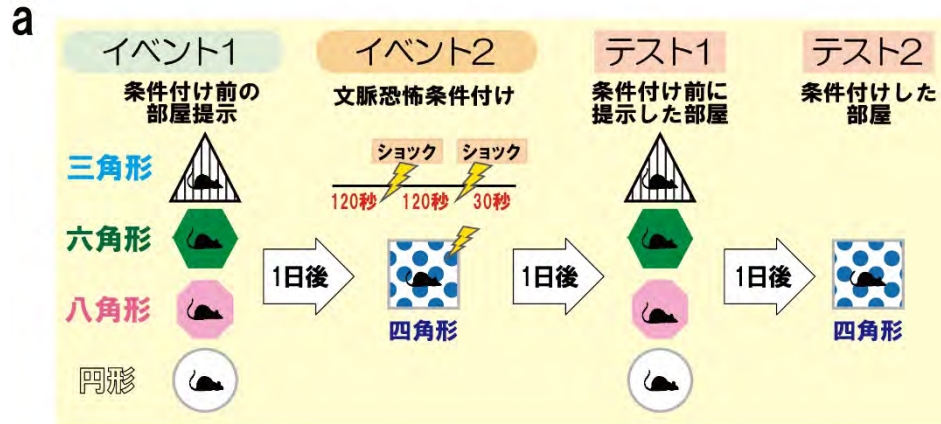 a
イベント1
条件付け前の
部屋提示
三角形
六角形
八角形
円形
1日後
イベント2
文脈恐怖条件付け
ショック ショック
120秒 120秒 30秒
四角形
1日後
テスト1
条件付け前に
提示した部屋
1日後
テスト2
条件付けした
部屋
四角形